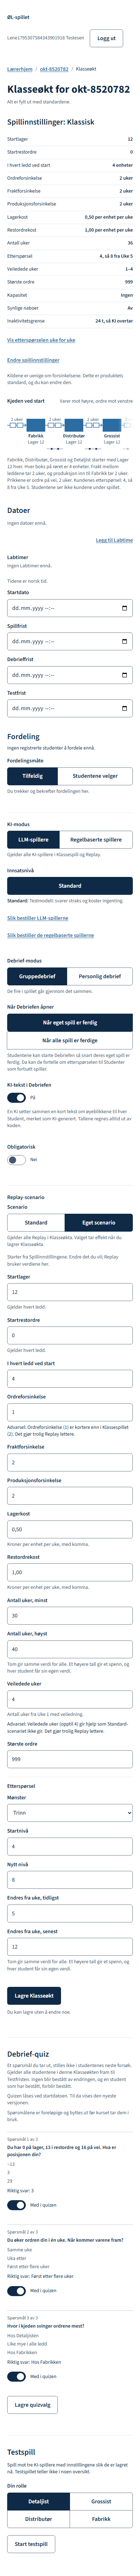 ØL-spillet
Lene1795307584343901918 Testesen
Logg ut
Lærerhjem / okt-8520782 / Klasseøkt
Klasseøkt for okt-8520782
Alt er fylt ut med standardene.
Spillinnstillinger: Klassisk
Startlager 12
Startrestordre 0
I hvert ledd ved start 4 enheter
Ordreforsinkelse 2 uker
Fraktforsinkelse 2 uker
Produksjonsforsinkelse 2 uker
Lagerkost 0,50 per enhet per uke
Restordrekost 1,00 per enhet per uke
Antall uker 36
Etterspørsel 4, så 8 fra Uke 5
Veiledede uker 1–4
Største ordre 999
Kapasitet Ingen
Synlige naboer Av
Inaktivitetsgrense 24 t, så KI overtar
Vis etterspørselen uke for uke
Endre spillinnstillinger
Kildene er uenige om forsinkelsene. Dette er produktets standard, og du kan endre den.
Kjeden ved start
Varer mot høyre, ordre mot venstre
2 uker
2 uker
2 uker
Fabrikk
Lager 12
Distributør
Lager 12
Grossist
Lager 12
Fabrikk, Distributør, Grossist og Detaljist starter med Lager 12 hver. Hver boks på røret er 4 enheter. Frakt mellom leddene tar 2 uker, og produksjonen inn til Fabrikk tar 2 uker. Prikkene er ordre på vei, 2 uker. Kundenes etterspørsel: 4, så 8 fra Uke 5. Studentene ser ikke kundene under spillet.
Datoer
Ingen datoer ennå.
Legg til Labtime
Labtimer
Ingen Labtimer ennå.
Tidene er norsk tid.
Startdato
dd.mm.yyyy --:--
Spillfrist
dd.mm.yyyy --:--
Debrieffrist
dd.mm.yyyy --:--
Testfrist
dd.mm.yyyy --:--
Fordeling
Ingen registrerte studenter å fordele ennå.
Fordelingsmåte
Tilfeldig
Studentene velger
Du trekker og bekrefter fordelingen her.
KI-modus
LLM-spillere
Regelbaserte spillere
Gjelder alle KI-spillere i Klassespill og Replay.
Innsatsnivå
Standard
Standard: Testmodell: svarer straks og koster ingenting.
Slik bestiller LLM-spillerne
Slik bestiller de regelbaserte spillerne
Debrief-modus
Gruppedebrief
Personlig debrief
De fire i spillet går gjennom det sammen.
Når Debriefen åpner
Når eget spill er ferdig
Når alle spill er ferdige
Studentene kan starte Debriefen så snart deres eget spill er ferdig. Du kan be fortelle om etterspørselen til Studenter som fortsatt spiller.
KI-tekst i Debriefen
På
En KI setter sammen en kort tekst om øyeblikkene til hver Student, merket som KI-generert. Tallene regnes alltid ut av koden.
Obligatorisk
Nei
Replay-scenario
Scenario
Standard
Eget scenario
Gjelder alle Replay i Klasseøkta. Valget tar effekt når du lagrer Klasseøkta.
Starter fra Spillinnstillingene. Endre det du vil; Replay bruker verdiene her.
Startlager
12
Gjelder hvert ledd.
Startrestordre
0
Gjelder hvert ledd.
I hvert ledd ved start
4
Ordreforsinkelse
1
Advarsel: Ordreforsinkelse (1) er kortere enn i Klassespillet (2). Det gjør trolig Replay lettere.
Fraktforsinkelse
2
Produksjonsforsinkelse
2
Lagerkost
0,50
Kroner per enhet per uke, med komma.
Restordrekost
1,00
Kroner per enhet per uke, med komma.
Antall uker, minst
30
Antall uker, høyst
40
Tom gir samme verdi for alle. Et høyere tall gir et spenn, og hver student får sin egen verdi.
Veiledede uker
4
Antall uker fra Uke 1 med veiledning.
Advarsel: Veiledede uker (opptil 4) gir hjelp som Standard-scenariet ikke gir. Det gjør trolig Replay lettere.
Største ordre
999
Etterspørsel
Mønster
Trinn
Startnivå
4
Nytt nivå
8
Endres fra uke, tidligst
5
Endres fra uke, senest
12
Tom gir samme verdi for alle. Et høyere tall gir et spenn, og hver student får sin egen verdi.
Lagre Klasseøkt
Du kan lagre uten å endre noe.
Debrief-quiz
Et spørsmål du tar ut, stilles ikke i studentenes neste forsøk. Gjelder alle studentene i denne Klasseøkten fram til Testfristen. Ingen blir bestått av endringen, og en student som har bestått, forblir bestått.
Quizen låses ved startdatoen. Til da vises den nyeste versjonen.
Spørsmålene er foreløpige og byttes ut før kurset tar dem i bruk.
Spørsmål 1 av 3
Du har 0 på lager, 13 i restordre og 16 på vei. Hva er posisjonen din?
−13
3
29
Riktig svar: 3
Med i quizen
Spørsmål 2 av 3
Du øker ordren din i én uke. Når kommer varene fram?
Samme uke
Uka etter
Først etter flere uker
Riktig svar: Først etter flere uker
Med i quizen
Spørsmål 3 av 3
Hvor i kjeden svinger ordrene mest?
Hos Detaljisten
Like mye i alle ledd
Hos Fabrikken
Riktig svar: Hos Fabrikken
Med i quizen
Lagre quizvalg
Testspill
Spill mot tre KI-spillere med innstillingene slik de er lagret nå. Testspillet teller ikke i noen oversikt.
Din rolle
Detaljist
Grossist
Distributør
Fabrikk
Start testspill